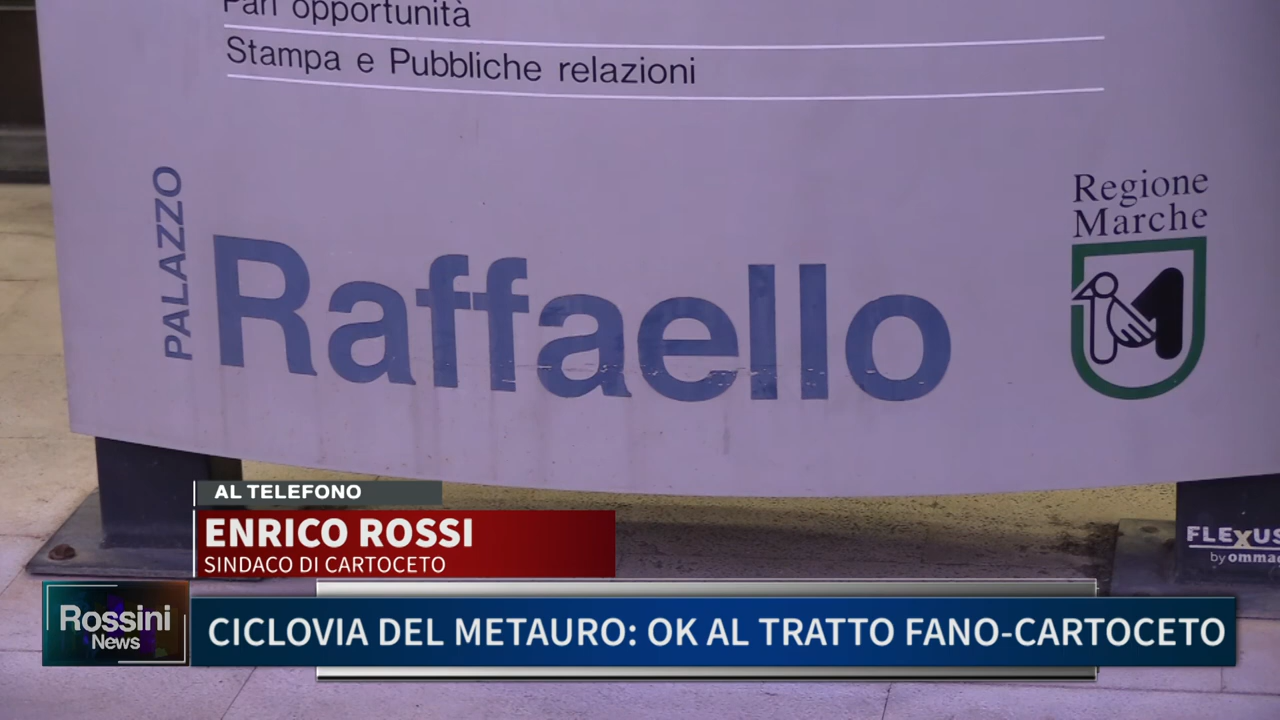 Pari opportunità
Stampa e Pubbliche relazioni
PALAZZO
Raffaello
Regione
Marche
AL TELEFONO
ENRICO ROSSI
SINDACO DI CARTOCETO
FLEXUS
by
Rossini
News
CICLOVIA DEL METAURO: OK AL TRATTO FANO-CARTOCETO